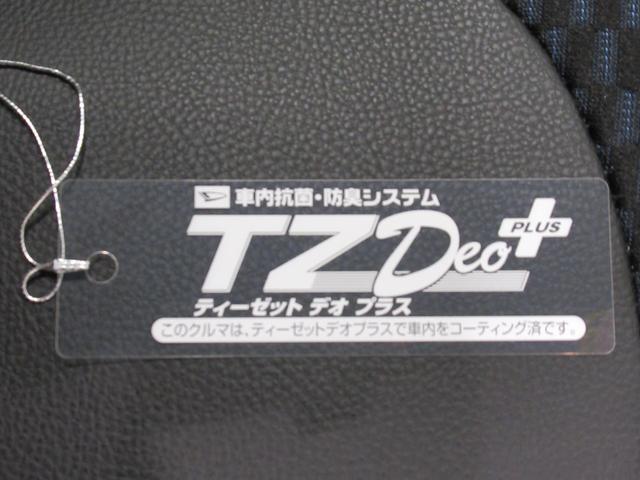 車内抗菌・防臭システム
TZ Deo PLUS
ティーゼット デオ プラス
このクルマは、ティーゼットデオプラスで車内をコーティング済です。